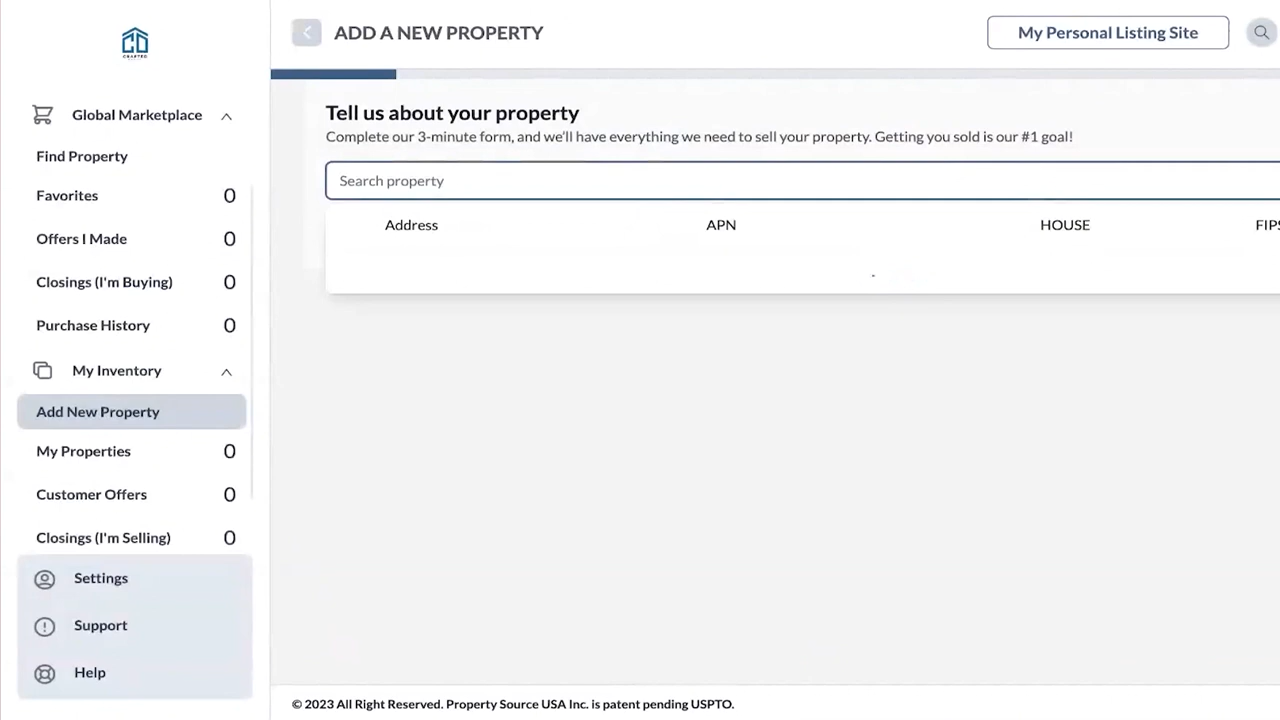 CRAFTED
Global Marketplace
Find Property
Favorites 0
Offers I Made 0
Closings (I'm Buying) 0
Purchase History 0
My Inventory
Add New Property
My Properties 0
Customer Offers 0
Closings (I'm Selling) 0
Settings
Support
Help
ADD A NEW PROPERTY
My Personal Listing Site
Tell us about your property
Complete our 3-minute form, and we'll have everything we need to sell your property. Getting you sold is our #1 goal!
Search property
Address APN HOUSE FIPS
© 2023 All Right Reserved. Property Source USA Inc. is patent pending USPTO.